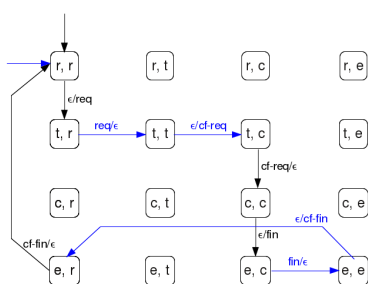 r, r r, t r, c r, e
ϵ/req
req/ϵ ϵ/cf-req
t, r t, t t, c t, e
cf-req/ϵ
c, r c, t c, c c, e
ϵ/cf-fin
cf-fin/ϵ ϵ/fin
fin/ϵ
e, r e, t e, c e, e